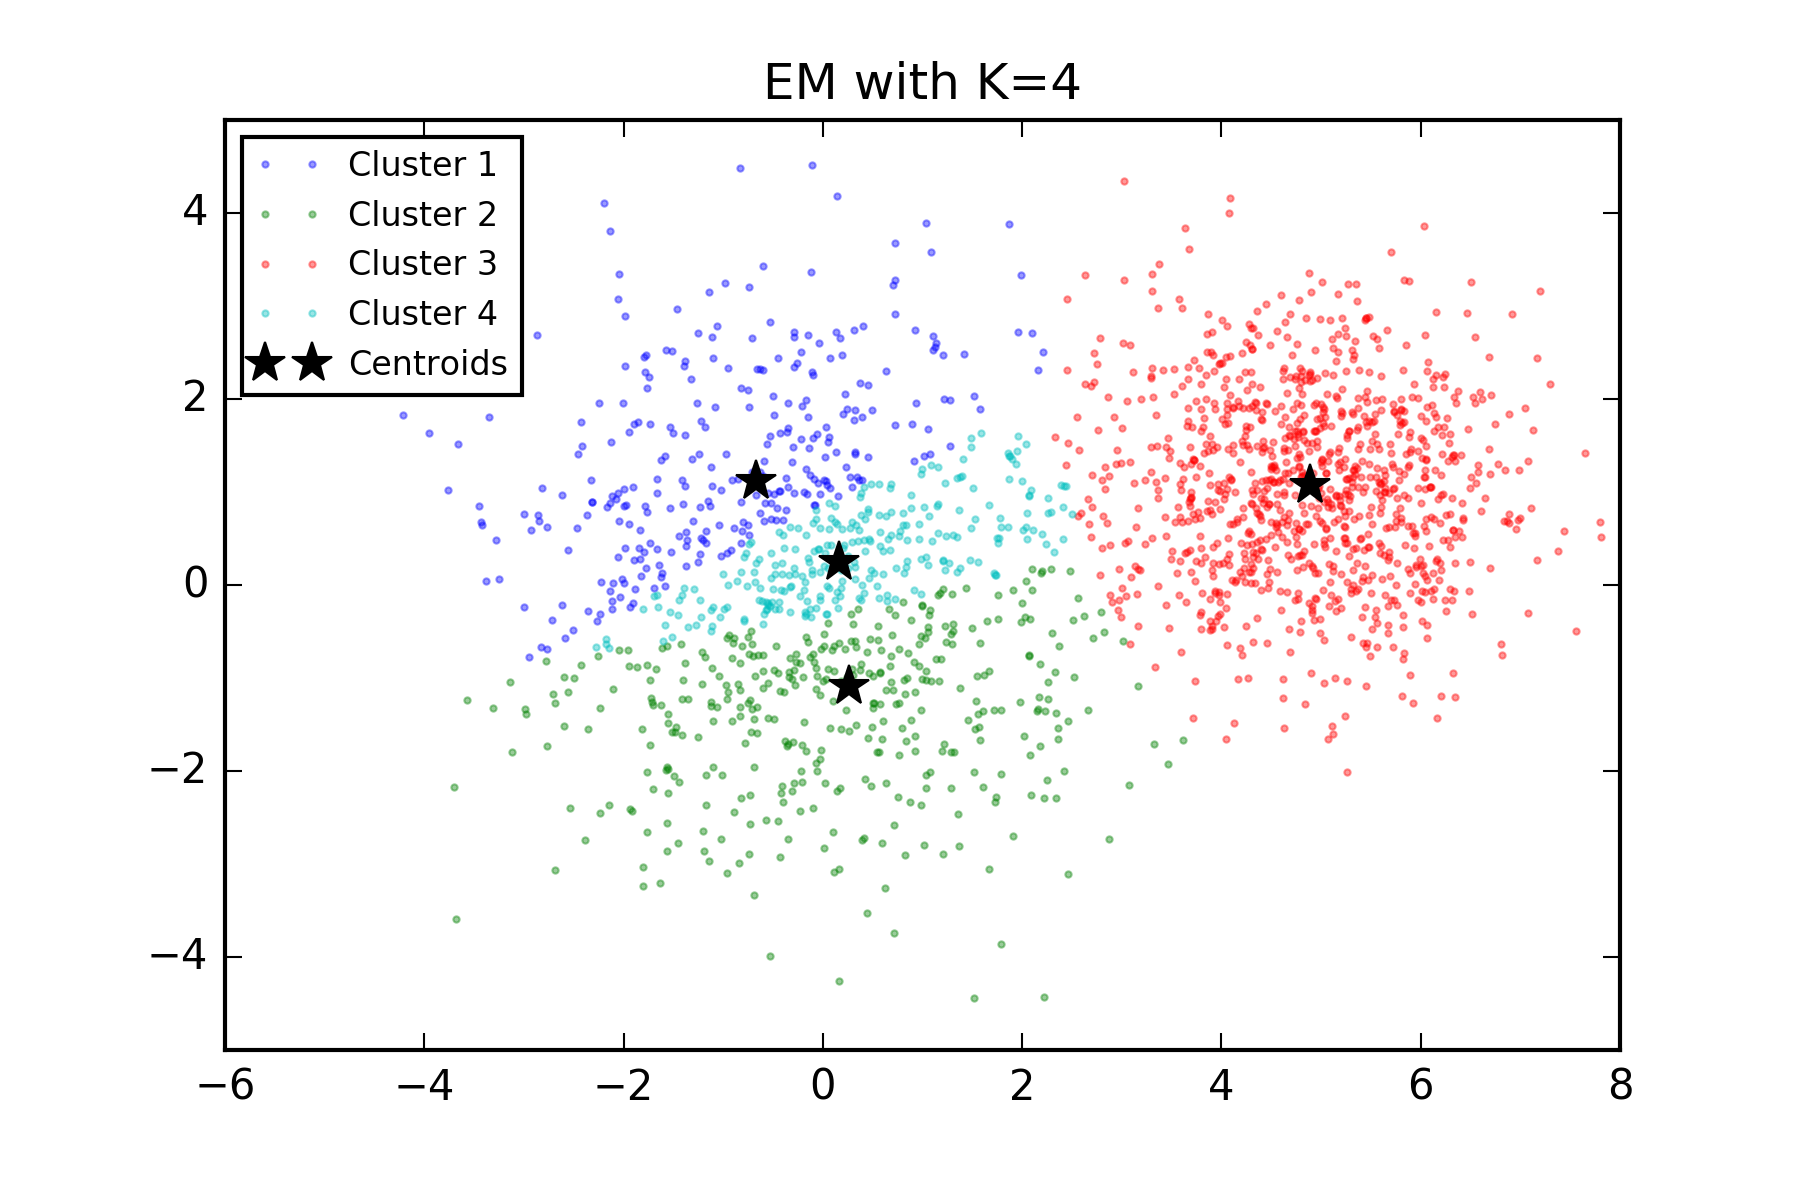 EM with K=4
Cluster 1
Cluster 2
Cluster 3
Cluster 4
Centroids
4
2
0
−2
−4
−6 −4 −2 0 2 4 6 8